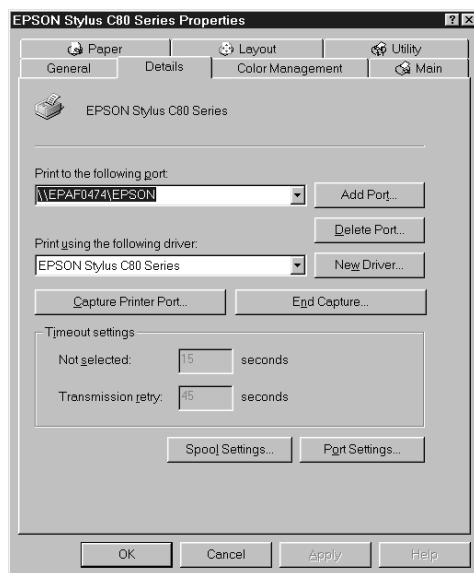 EPSON Stylus C80 Series Properties
Paper Layout Utility
General Details Color Management Main
EPSON Stylus C80 Series
Print to the following port:
\\EPAF0474\EPSON Add Port...
Delete Port...
Print using the following driver:
EPSON Stylus C80 Series New Driver...
Capture Printer Port... End Capture...
Timeout settings
Not selected: 15 seconds
Transmission retry: 45 seconds
Spool Settings... Port Settings...
OK Cancel Apply Help